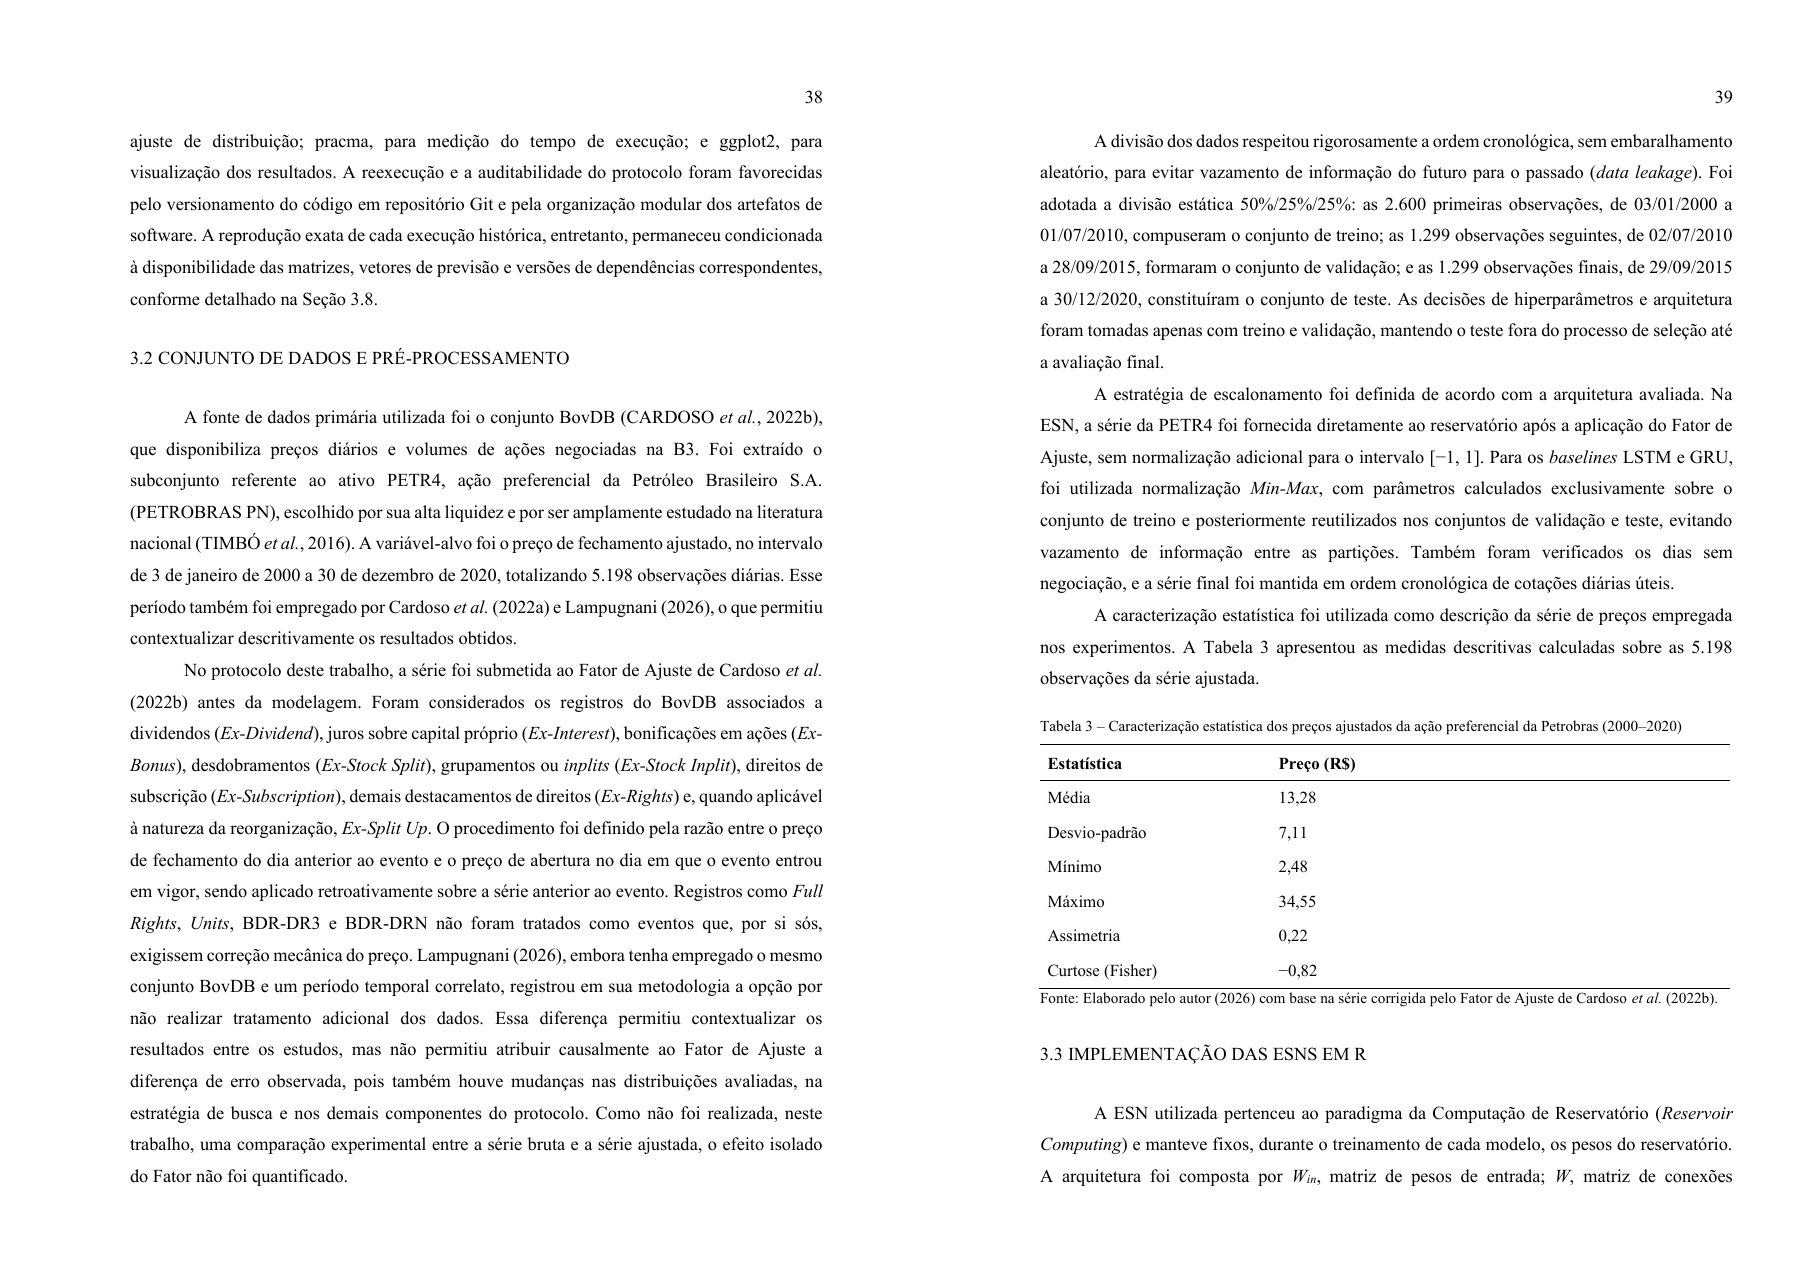 38
ajuste de distribuição; pracma, para medição do tempo de execução; e ggplot2, para
visualização dos resultados. A reexecução e a auditabilidade do protocolo foram favorecidas
pelo versionamento do código em repositório Git e pela organização modular dos artefatos de
software. A reprodução exata de cada execução histórica, entretanto, permaneceu condicionada
à disponibilidade das matrizes, vetores de previsão e versões de dependências correspondentes,
conforme detalhado na Seção 3.8.
3.2 CONJUNTO DE DADOS E PRÉ-PROCESSAMENTO
A fonte de dados primária utilizada foi o conjunto BovDB (CARDOSO et al., 2022b),
que disponibiliza preços diários e volumes de ações negociadas na B3. Foi extraído o
subconjunto referente ao ativo PETR4, ação preferencial da Petróleo Brasileiro S.A.
(PETROBRAS PN), escolhido por sua alta liquidez e por ser amplamente estudado na literatura
nacional (TIMBÓ et al., 2016). A variável-alvo foi o preço de fechamento ajustado, no intervalo
de 3 de janeiro de 2000 a 30 de dezembro de 2020, totalizando 5.198 observações diárias. Esse
período também foi empregado por Cardoso et al. (2022a) e Lampugnani (2026), o que permitiu
contextualizar descritivamente os resultados obtidos.
No protocolo deste trabalho, a série foi submetida ao Fator de Ajuste de Cardoso et al.
(2022b) antes da modelagem. Foram considerados os registros do BovDB associados a
dividendos (Ex-Dividend), juros sobre capital próprio (Ex-Interest), bonificações em ações (Ex-
Bonus), desdobramentos (Ex-Stock Split), grupamentos ou inplits (Ex-Stock Inplit), direitos de
subscrição (Ex-Subscription), demais destacamentos de direitos (Ex-Rights) e, quando aplicável
à natureza da reorganização, Ex-Split Up. O procedimento foi definido pela razão entre o preço
de fechamento do dia anterior ao evento e o preço de abertura no dia em que o evento entrou
em vigor, sendo aplicado retroativamente sobre a série anterior ao evento. Registros como Full
Rights, Units, BDR-DR3 e BDR-DRN não foram tratados como eventos que, por si sós,
exigissem correção mecânica do preço. Lampugnani (2026), embora tenha empregado o mesmo
conjunto BovDB e um período temporal correlato, registrou em sua metodologia a opção por
não realizar tratamento adicional dos dados. Essa diferença permitiu contextualizar os
resultados entre os estudos, mas não permitiu atribuir causalmente ao Fator de Ajuste a
diferença de erro observada, pois também houve mudanças nas distribuições avaliadas, na
estratégia de busca e nos demais componentes do protocolo. Como não foi realizada, neste
trabalho, uma comparação experimental entre a série bruta e a série ajustada, o efeito isolado
do Fator não foi quantificado.
39
A divisão dos dados respeitou rigorosamente a ordem cronológica, sem embaralhamento
aleatório, para evitar vazamento de informação do futuro para o passado (data leakage). Foi
adotada a divisão estática 50%/25%/25%: as 2.600 primeiras observações, de 03/01/2000 a
01/07/2010, compuseram o conjunto de treino; as 1.299 observações seguintes, de 02/07/2010
a 28/09/2015, formaram o conjunto de validação; e as 1.299 observações finais, de 29/09/2015
a 30/12/2020, constituíram o conjunto de teste. As decisões de hiperparâmetros e arquitetura
foram tomadas apenas com treino e validação, mantendo o teste fora do processo de seleção até
a avaliação final.
A estratégia de escalonamento foi definida de acordo com a arquitetura avaliada. Na
ESN, a série da PETR4 foi fornecida diretamente ao reservatório após a aplicação do Fator de
Ajuste, sem normalização adicional para o intervalo [−1, 1]. Para os baselines LSTM e GRU,
foi utilizada normalização Min-Max, com parâmetros calculados exclusivamente sobre o
conjunto de treino e posteriormente reutilizados nos conjuntos de validação e teste, evitando
vazamento de informação entre as partições. Também foram verificados os dias sem
negociação, e a série final foi mantida em ordem cronológica de cotações diárias úteis.
A caracterização estatística foi utilizada como descrição da série de preços empregada
nos experimentos. A Tabela 3 apresentou as medidas descritivas calculadas sobre as 5.198
observações da série ajustada.
Tabela 3 – Caracterização estatística dos preços ajustados da ação preferencial da Petrobras (2000–2020)
Estatística Preço (R$)
Média 13,28
Desvio-padrão 7,11
Mínimo 2,48
Máximo 34,55
Assimetria 0,22
Curtose (Fisher) −0,82
Fonte: Elaborado pelo autor (2026) com base na série corrigida pelo Fator de Ajuste de Cardoso et al. (2022b).
3.3 IMPLEMENTAÇÃO DAS ESNS EM R
A ESN utilizada pertenceu ao paradigma da Computação de Reservatório (Reservoir
Computing) e manteve fixos, durante o treinamento de cada modelo, os pesos do reservatório.
A arquitetura foi composta por Win, matriz de pesos de entrada; W, matriz de conexões